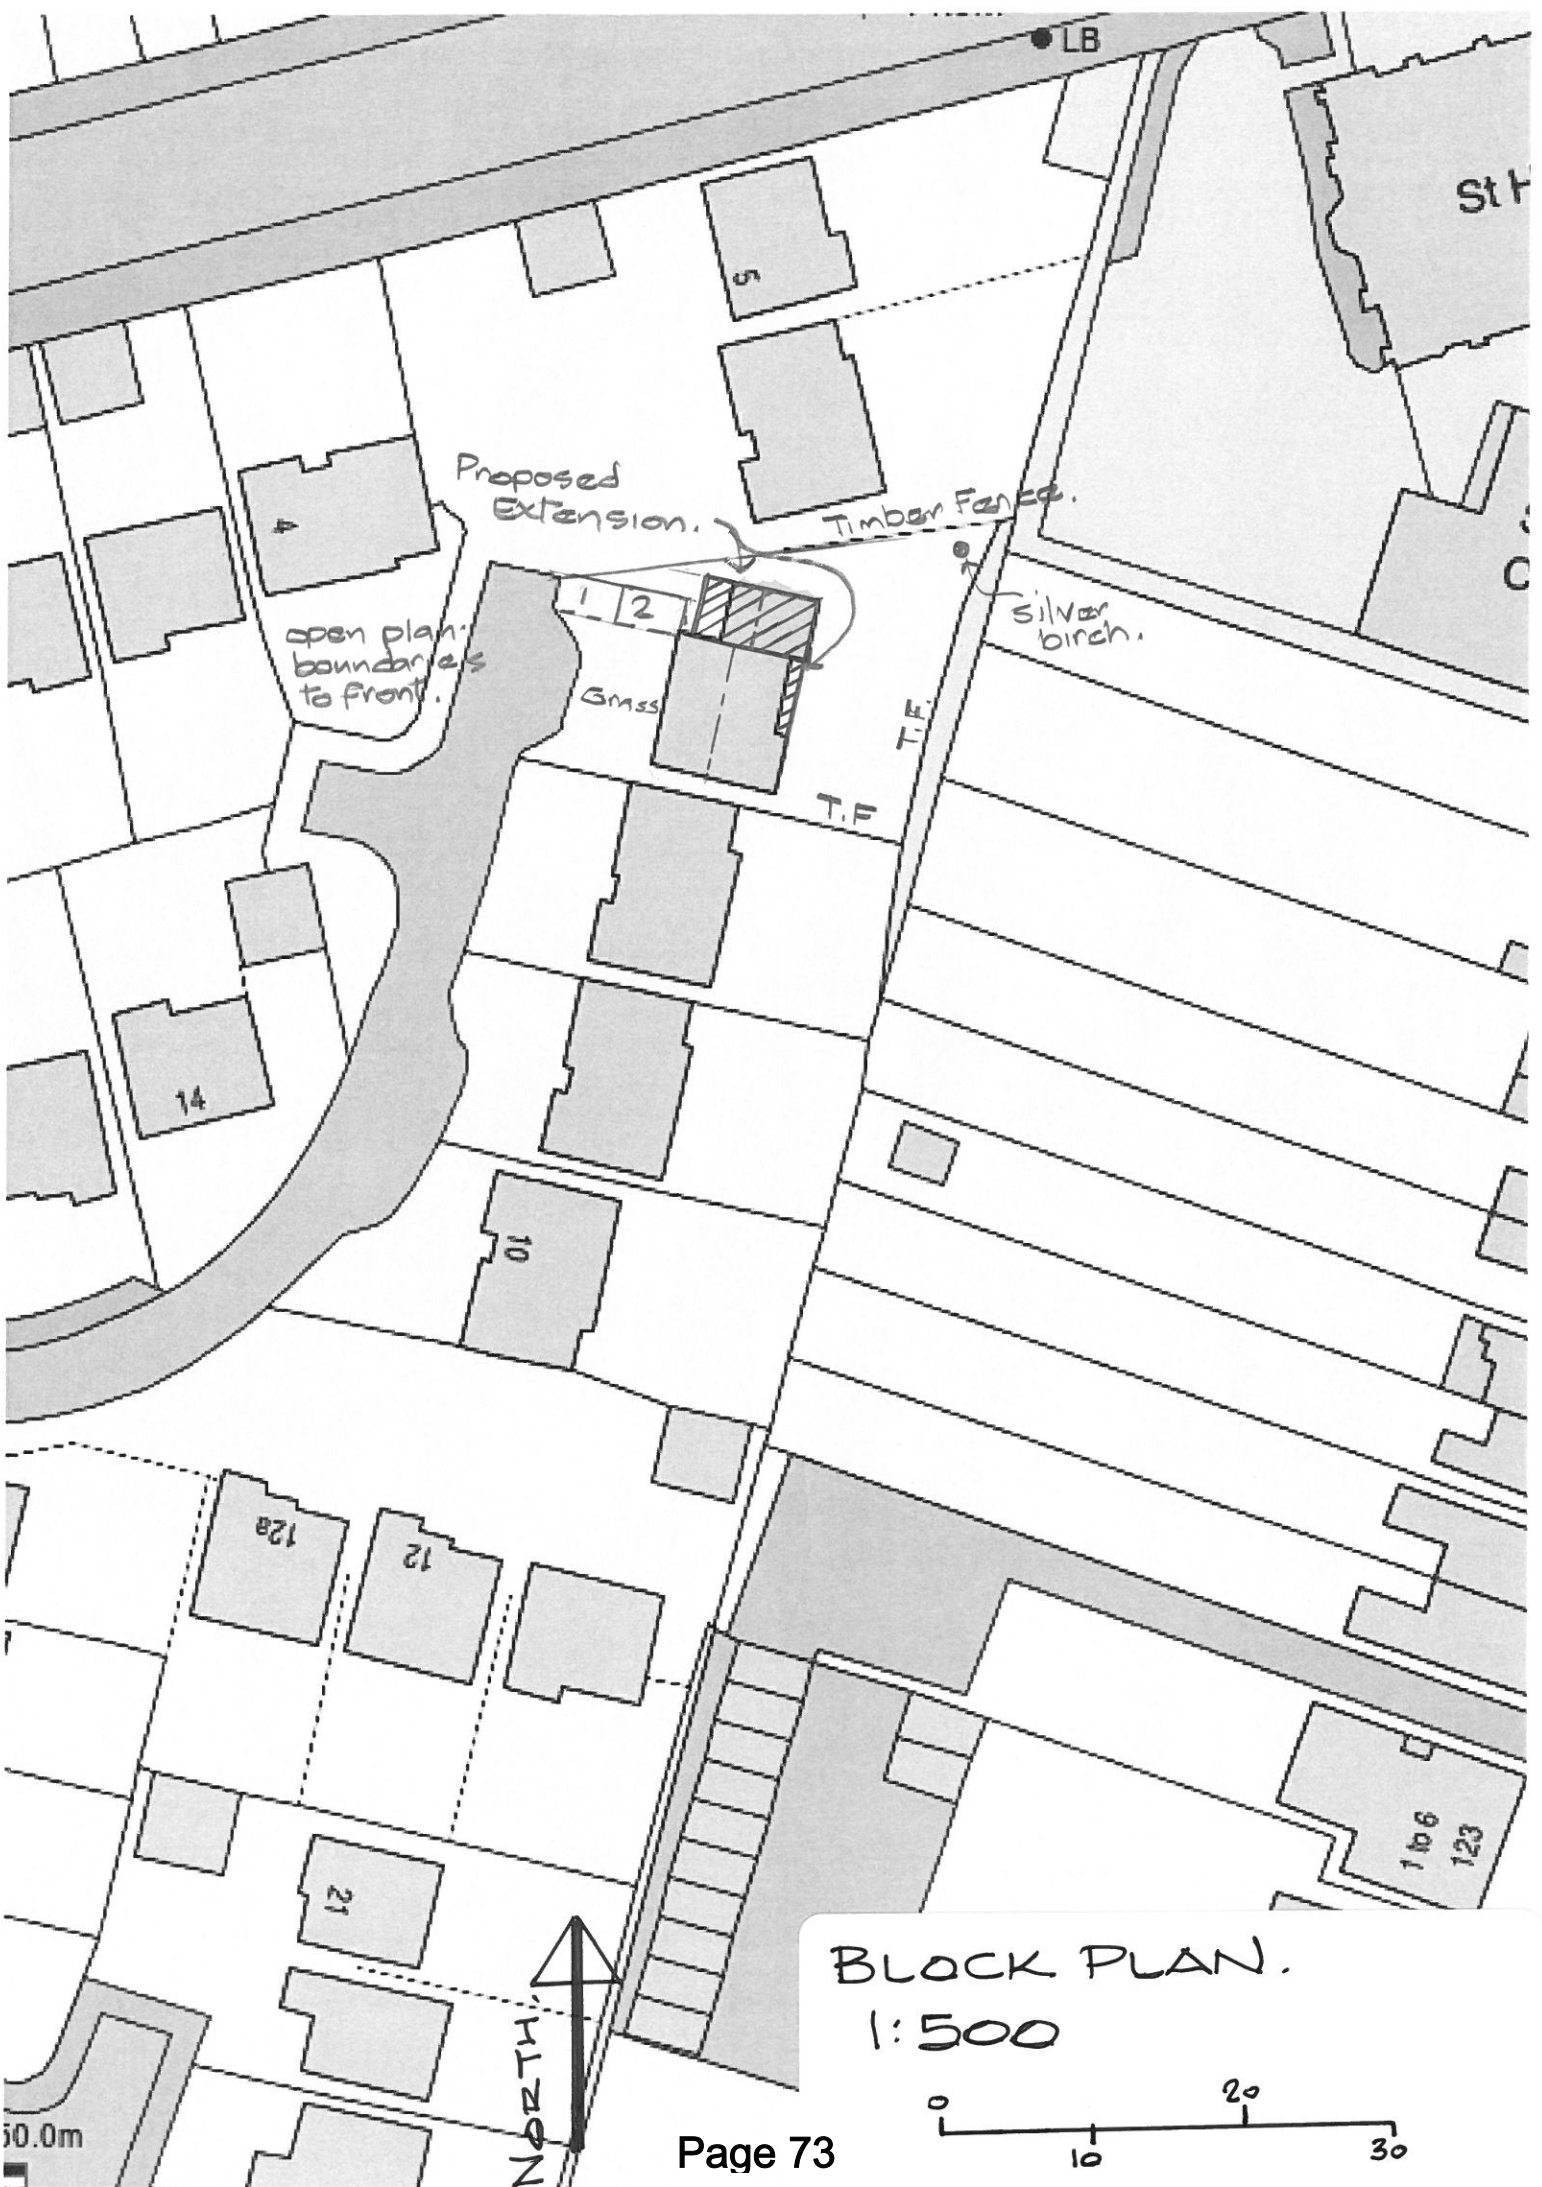 LB
St H
5
Proposed
Extension.
Timber Fence.
4
1
2
silver
birch.
open plan
boundaries
to front.
Grass
T.F.
T.F
C
14
10
12a
12
21
1 to 6
123
BLOCK PLAN.
1:500
0
20
10
30
NORTH
50.0m
Page 73